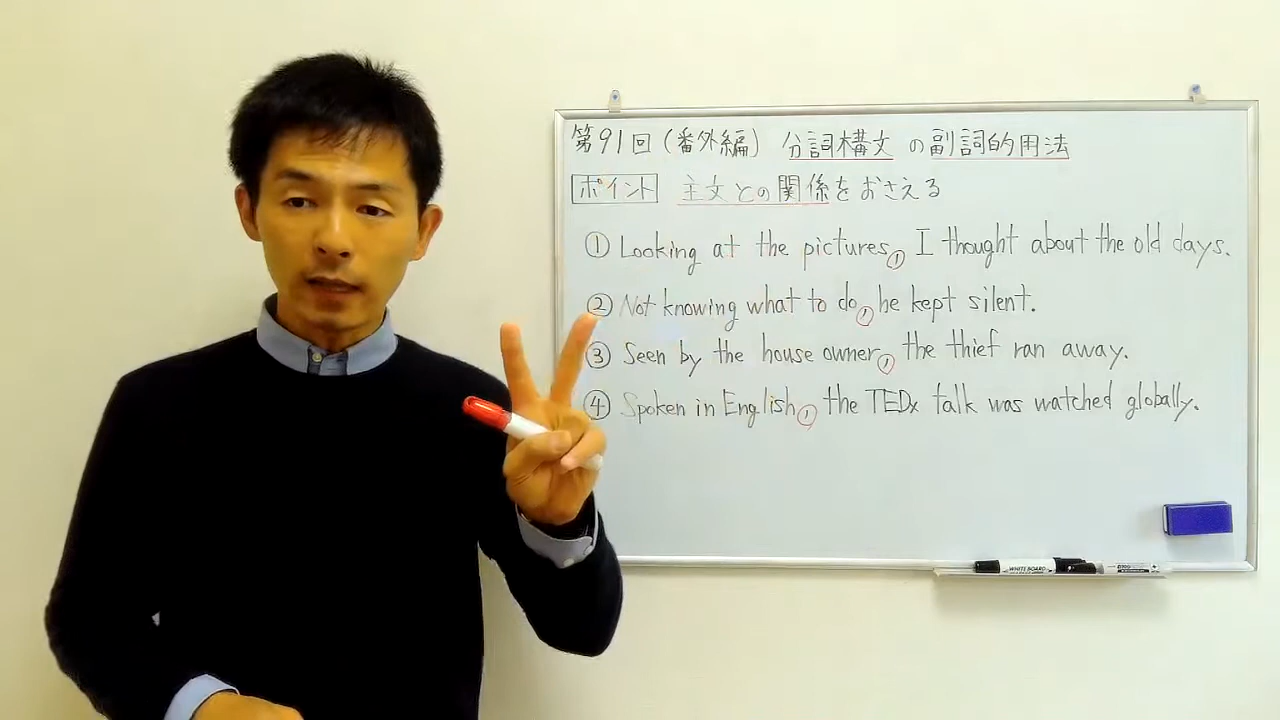 第91回(番外編) 分詞構文の副詞的用法
ポイント 主文との関係をおさえる
① Looking at the pictures, I thought about the old days.
② Not knowing what to do, he kept silent.
③ Seen by the house owner, the thief ran away.
④ Spoken in English, the TEDx talk was watched globally.
WHITE BOARD